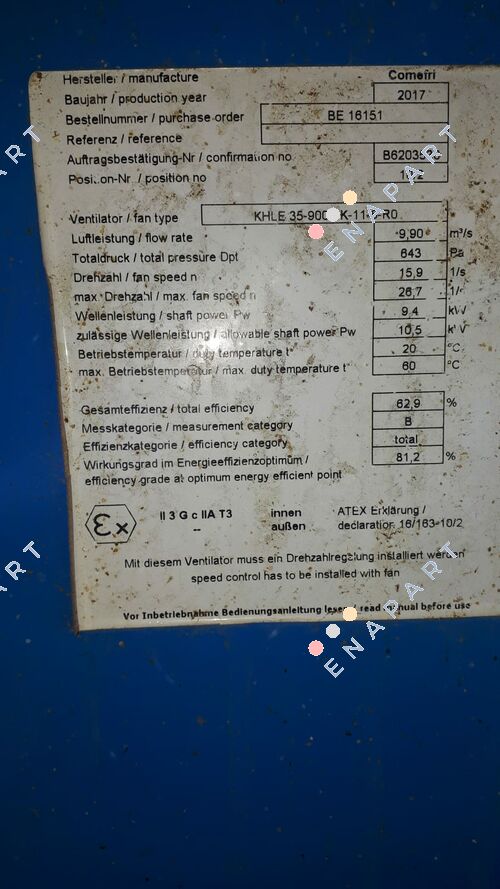 Hersteller / manufacture Comefri
Baujahr / production year 2017
Bestellnummer / purchase order BE 16151
Referenz / reference
Auftragsbestätigung-Nr / confirmation no
Position-Nr / position no
Ventilator / fan type KHLE
Luftleistung / flow rate 9,90 m³/s
Totaldruck / total pressure Dpt 643 Pa
Drehzahl / fan speed n 15,9 1/s
max. Drehzahl / max. fan speed n 26,7
Wellenleistung / shaft power Pw 9,4 kW
zulässige Wellenleistung / allowable shaft power Pw 10,5 kW
Betriebstemperatur / duty temperature t° 20 °C
max. Betriebstemperatur / max. duty temperature t° 60 °C
Gesamteffizienz / total efficiency 62,9 %
Messkategorie / measurement category B
Effizienzkategorie / efficiency category total
Wirkungsgrad im Energieeffizienzoptimum / 81,2 %
efficiency grade at optimum energy efficient point
Ex II 3 G c IIA T3 innen ATEX Erklärung /
-- außen declaration 16/163-10/2
Mit diesem Ventilator muss ein Drehzahlregelung installiert werden
speed control has to be installed with fan
Vor Inbetriebnahme Bedienungsanleitung lesen read manual before use
ENAPART
ENAPART